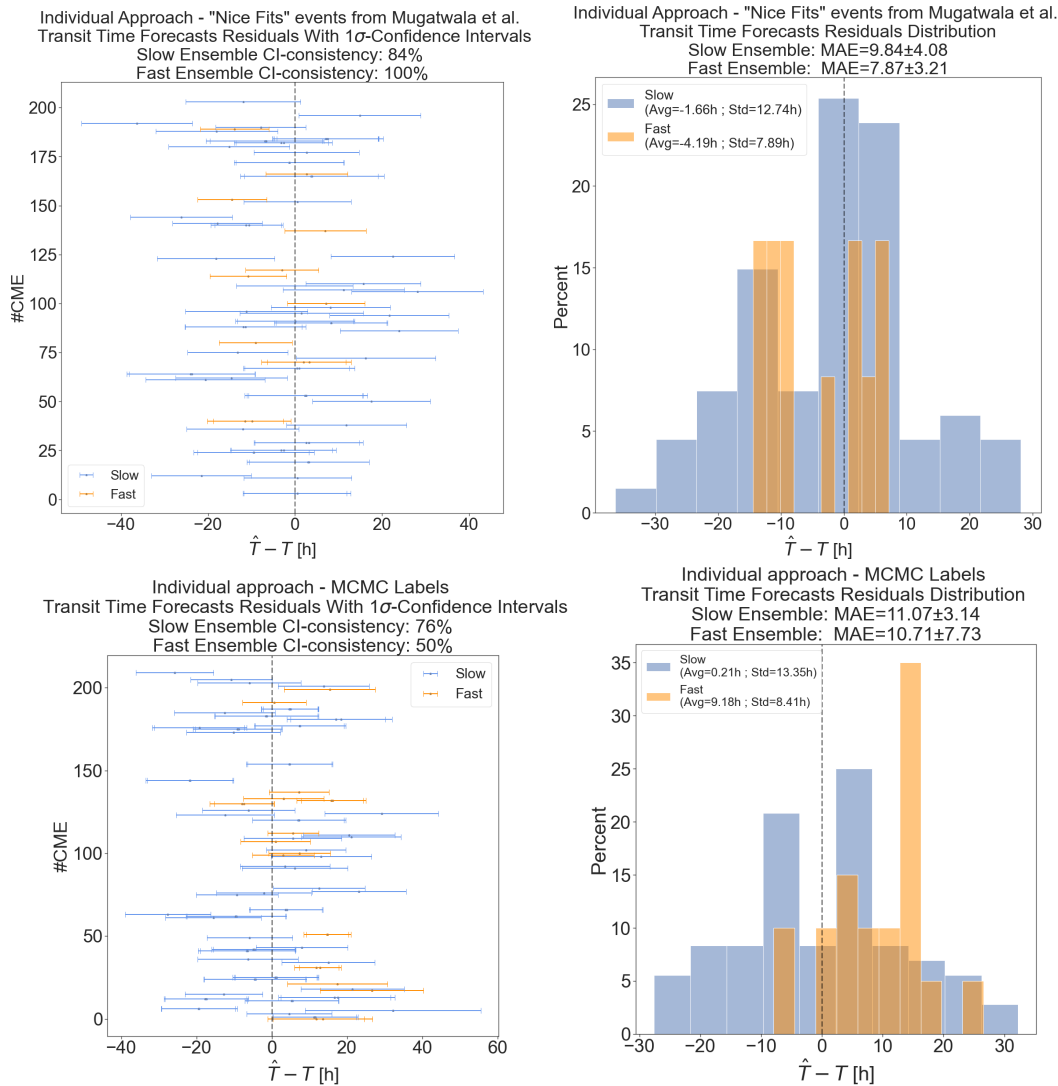 Individual Approach - "Nice Fits" events from Mugatwala et al.
Transit Time Forecasts Residuals With 1σ-Confidence Intervals
Slow Ensemble CI-consistency: 84%
Fast Ensemble CI-consistency: 100%
200
175
150
125
100
75
50
25
0
#CME
Slow
Fast
−40
−20
0
20
40
T̂ − T [h]
Individual Approach - "Nice Fits" events from Mugatwala et al.
Transit Time Forecasts Residuals Distribution
Slow Ensemble: MAE=9.84±4.08
Fast Ensemble: MAE=7.87±3.21
Slow
(Avg=-1.66h ; Std=12.74h)
Fast
(Avg=-4.19h ; Std=7.89h)
25
20
15
10
5
0
Percent
−30
−20
−10
0
10
20
30
T̂ − T [h]
Individual approach - MCMC Labels
Transit Time Forecasts Residuals With 1σ-Confidence Intervals
Slow Ensemble CI-consistency: 76%
Fast Ensemble CI-consistency: 50%
Slow
Fast
200
150
100
50
0
#CME
−40
−20
0
20
40
60
T̂ − T [h]
Individual approach - MCMC Labels
Transit Time Forecasts Residuals Distribution
Slow Ensemble: MAE=11.07±3.14
Fast Ensemble: MAE=10.71±7.73
Slow
(Avg=0.21h ; Std=13.35h)
Fast
(Avg=9.18h ; Std=8.41h)
35
30
25
20
15
10
5
0
Percent
−30
−20
−10
0
10
20
30
T̂ − T [h]